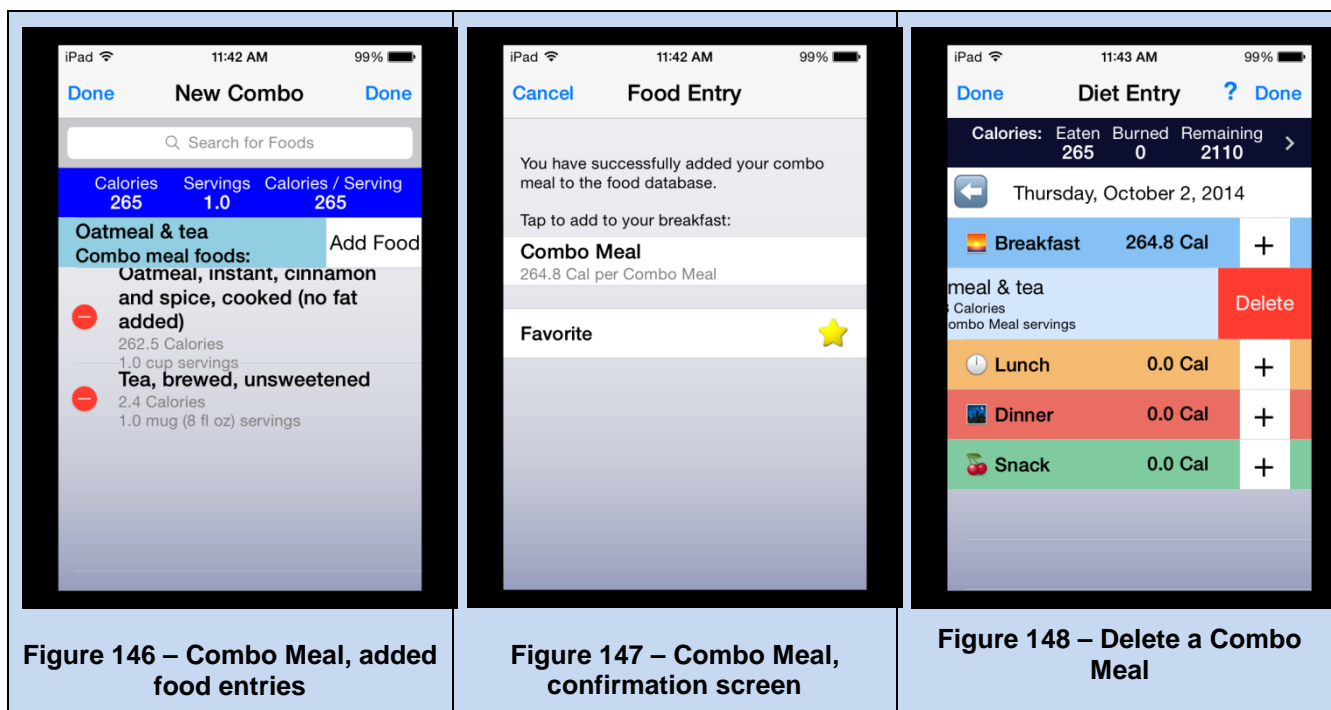 iPad 11:42 AM 99%
Done New Combo Done
Search for Foods
Calories Servings Calories / Serving
265 1.0 265
Oatmeal & tea
Combo meal foods:
Add Food
Oatmeal, instant, cinnamon
and spice, cooked (no fat
added)
262.5 Calories
1.0 cup servings
Tea, brewed, unsweetened
2.4 Calories
1.0 mug (8 fl oz) servings
Figure 146 – Combo Meal, added
food entries
iPad 11:42 AM 99%
Cancel Food Entry
You have successfully added your combo
meal to the food database.
Tap to add to your breakfast:
Combo Meal
264.8 Cal per Combo Meal
Favorite
Figure 147 – Combo Meal,
confirmation screen
iPad 11:43 AM 99%
Done Diet Entry ? Done
Calories: Eaten Burned Remaining
265 0 2110 >
Thursday, October 2, 2014
Breakfast 264.8 Cal +
meal & tea
Calories
ombo Meal servings
Delete
Lunch 0.0 Cal +
Dinner 0.0 Cal +
Snack 0.0 Cal +
Figure 148 – Delete a Combo
Meal